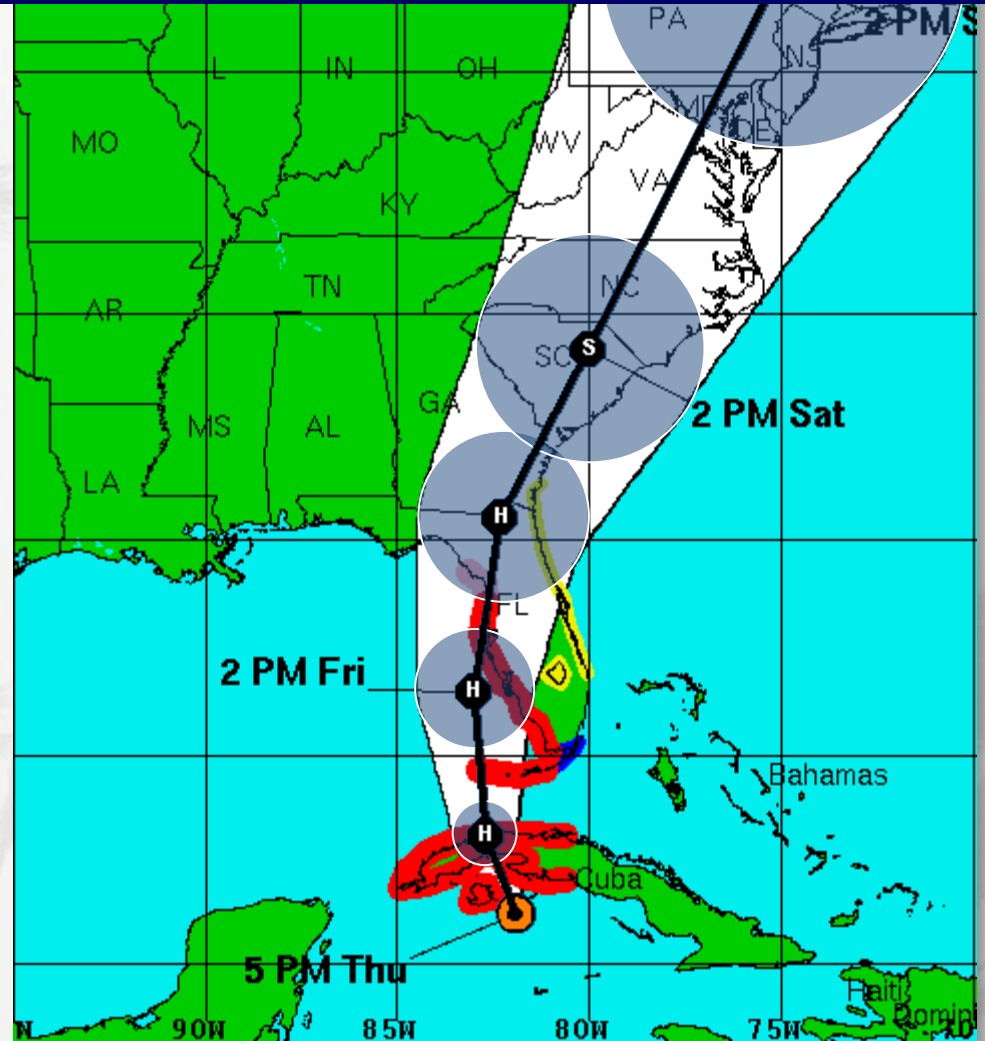 PA
2 PM S
NJ
IL
IN
OH
MD
DE
MO
WV
VA
KY
TN
NC
AR
S
SC
GA
2 PM Sat
MS
AL
LA
H
FL
2 PM Fri
H
Bahamas
H
Cuba
5 PM Thu
Haiti
Domini
W
90W
85W
80W
75W
70